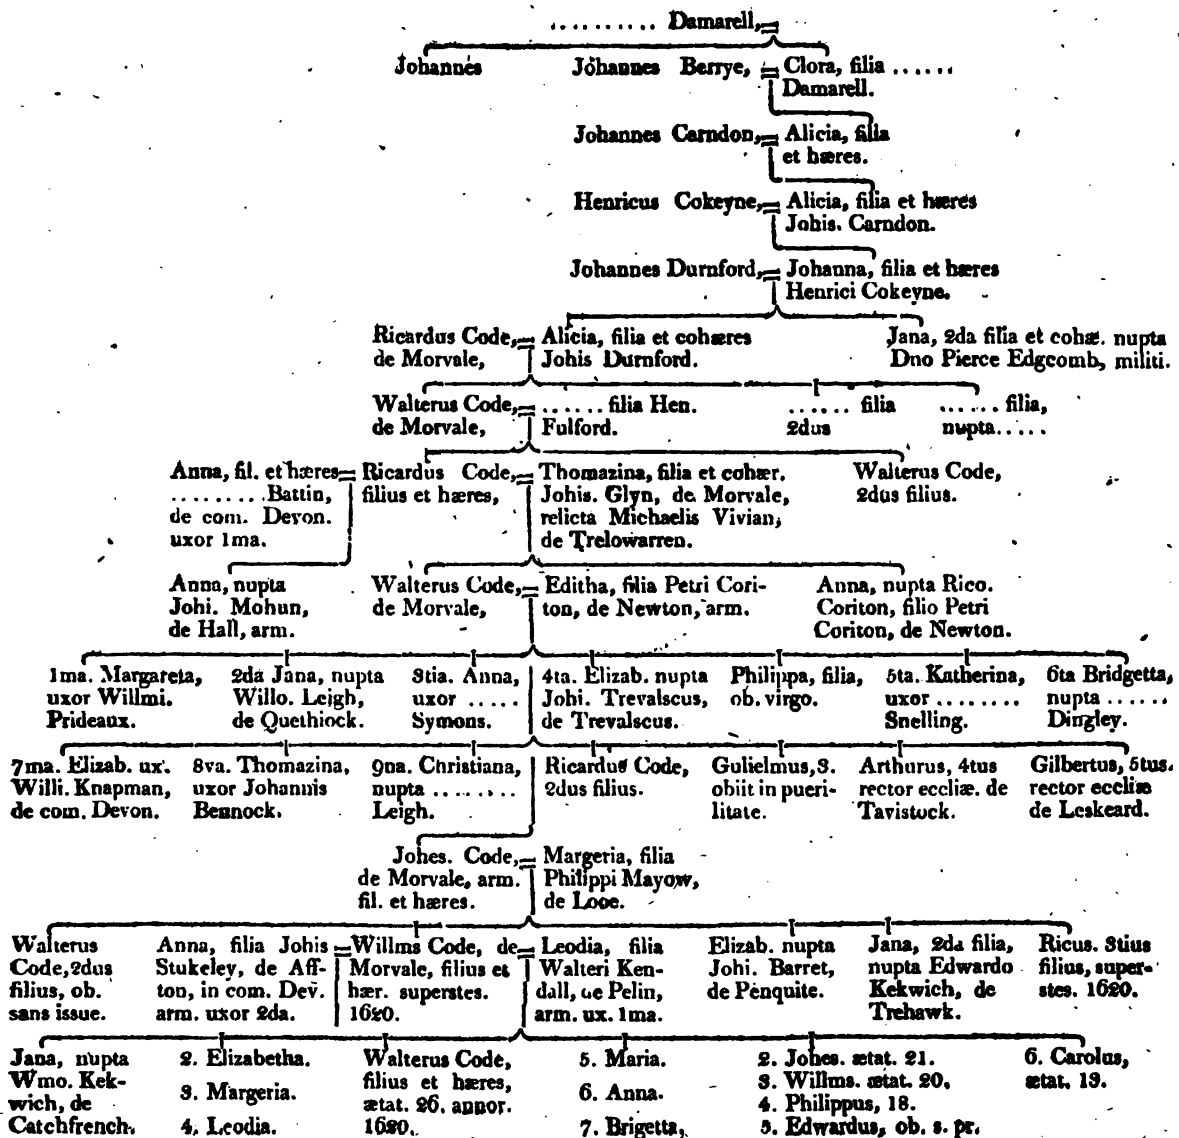 .......... Damarell,
Johannes
Johannes Berrye, = Clora, filia ......
Damarell.
Johannes Carndon, = Alicia, filia
et hæres.
Henricus Cokeyne, = Alicia, filia et hæres
Johis. Carndon.
Johannes Durnford, = Johanna, filia et hæres
Henrici Cokeyne.
Ricardus Code, = Alicia, filia et cohæres
de Morvale, Johis Durnford.
Jana, 2da filia et cohæ. nupta
Dno Pierce Edgcomb, militi.
Walterus Code, = ...... filia Hen.
de Morvale, Fulford.
...... filia
2dus
...... filia,
nupta.....
Anna, fil. et hæres
.........Battin,
de com. Devon.
uxor 1ma.
Ricardus Code,
filius et hæres,
Thomazina, filia et cohær.
Johis. Glyn, de Morvale,
relicta Michaelis Vivian,
de Trelowarren.
Walterus Code,
2dus filius.
Anna, nupta
Johi. Mohun,
de Hall, arm.
Walterus Code,
de Morvale,
Editha, filia Petri Cori-
ton, de Newton, arm.
Anna, nupta Rico.
Coriton, filio Petri
Coriton, de Newton.
1ma. Margareta,
uxor Willmi.
Prideaux.
2da Jana, nupta
Willo. Leigh,
de Quethiock.
3tia. Anna,
uxor .....
Symons.
4ta. Elizab. nupta
Johi. Trevalscus,
de Trevalscus.
Philippa, filia,
ob. virgo.
5ta. Katherina,
uxor ........
Snelling.
6ta Bridgetta,
nupta ......
Dingley.
7ma. Elizab. ux.
Willi. Knapman,
de com. Devon.
8va. Thomazina,
uxor Johannis
Bennock.
9na. Christiana,
nupta ........
Leigh.
Ricardus Code,
2dus filius.
Gulielmus, 3.
obiit in pueri-
litate.
Arthurus, 4tus
rector eccliæ. de
Tavistock.
Gilbertus, 5tus.
rector eccliæ
de Leskeard.
Johes. Code,
de Morvale, arm.
fil. et hæres.
Margeria, filia
Philippi Mayow,
de Looe.
Walterus
Code, 2dus
filius, ob.
sans issue.
Anna, filia Johis
Stukeley, de Aff-
ton, in com. Dev.
arm. uxor 2da.
Willms Code, de
Morvale, filius et
hær. superstes.
1620.
Leodia, filia
Walteri Ken-
dall, de Pelin,
arm. ux. 1ma.
Elizab. nupta
Johi. Barret,
de Penquite.
Jana, 2da filia,
nupta Edwardo
Kekwich, de
Trehawk.
Ricus. 3tius
filius, super-
stes. 1620.
Jana, nupta
Wmo. Kek-
wich, de
Catchfrench.
2. Elizabetha.
3. Margeria.
4. Leodia.
Walterus Code,
filius et hæres,
ætat. 26. annor.
1620.
5. Maria.
6. Anna.
7. Brigetta,
2. Johes. ætat. 21.
3. Willms. ætat. 20.
4. Philippus, 18.
5. Edwardus, ob. s. pr.
6. Carolus,
ætat. 13.